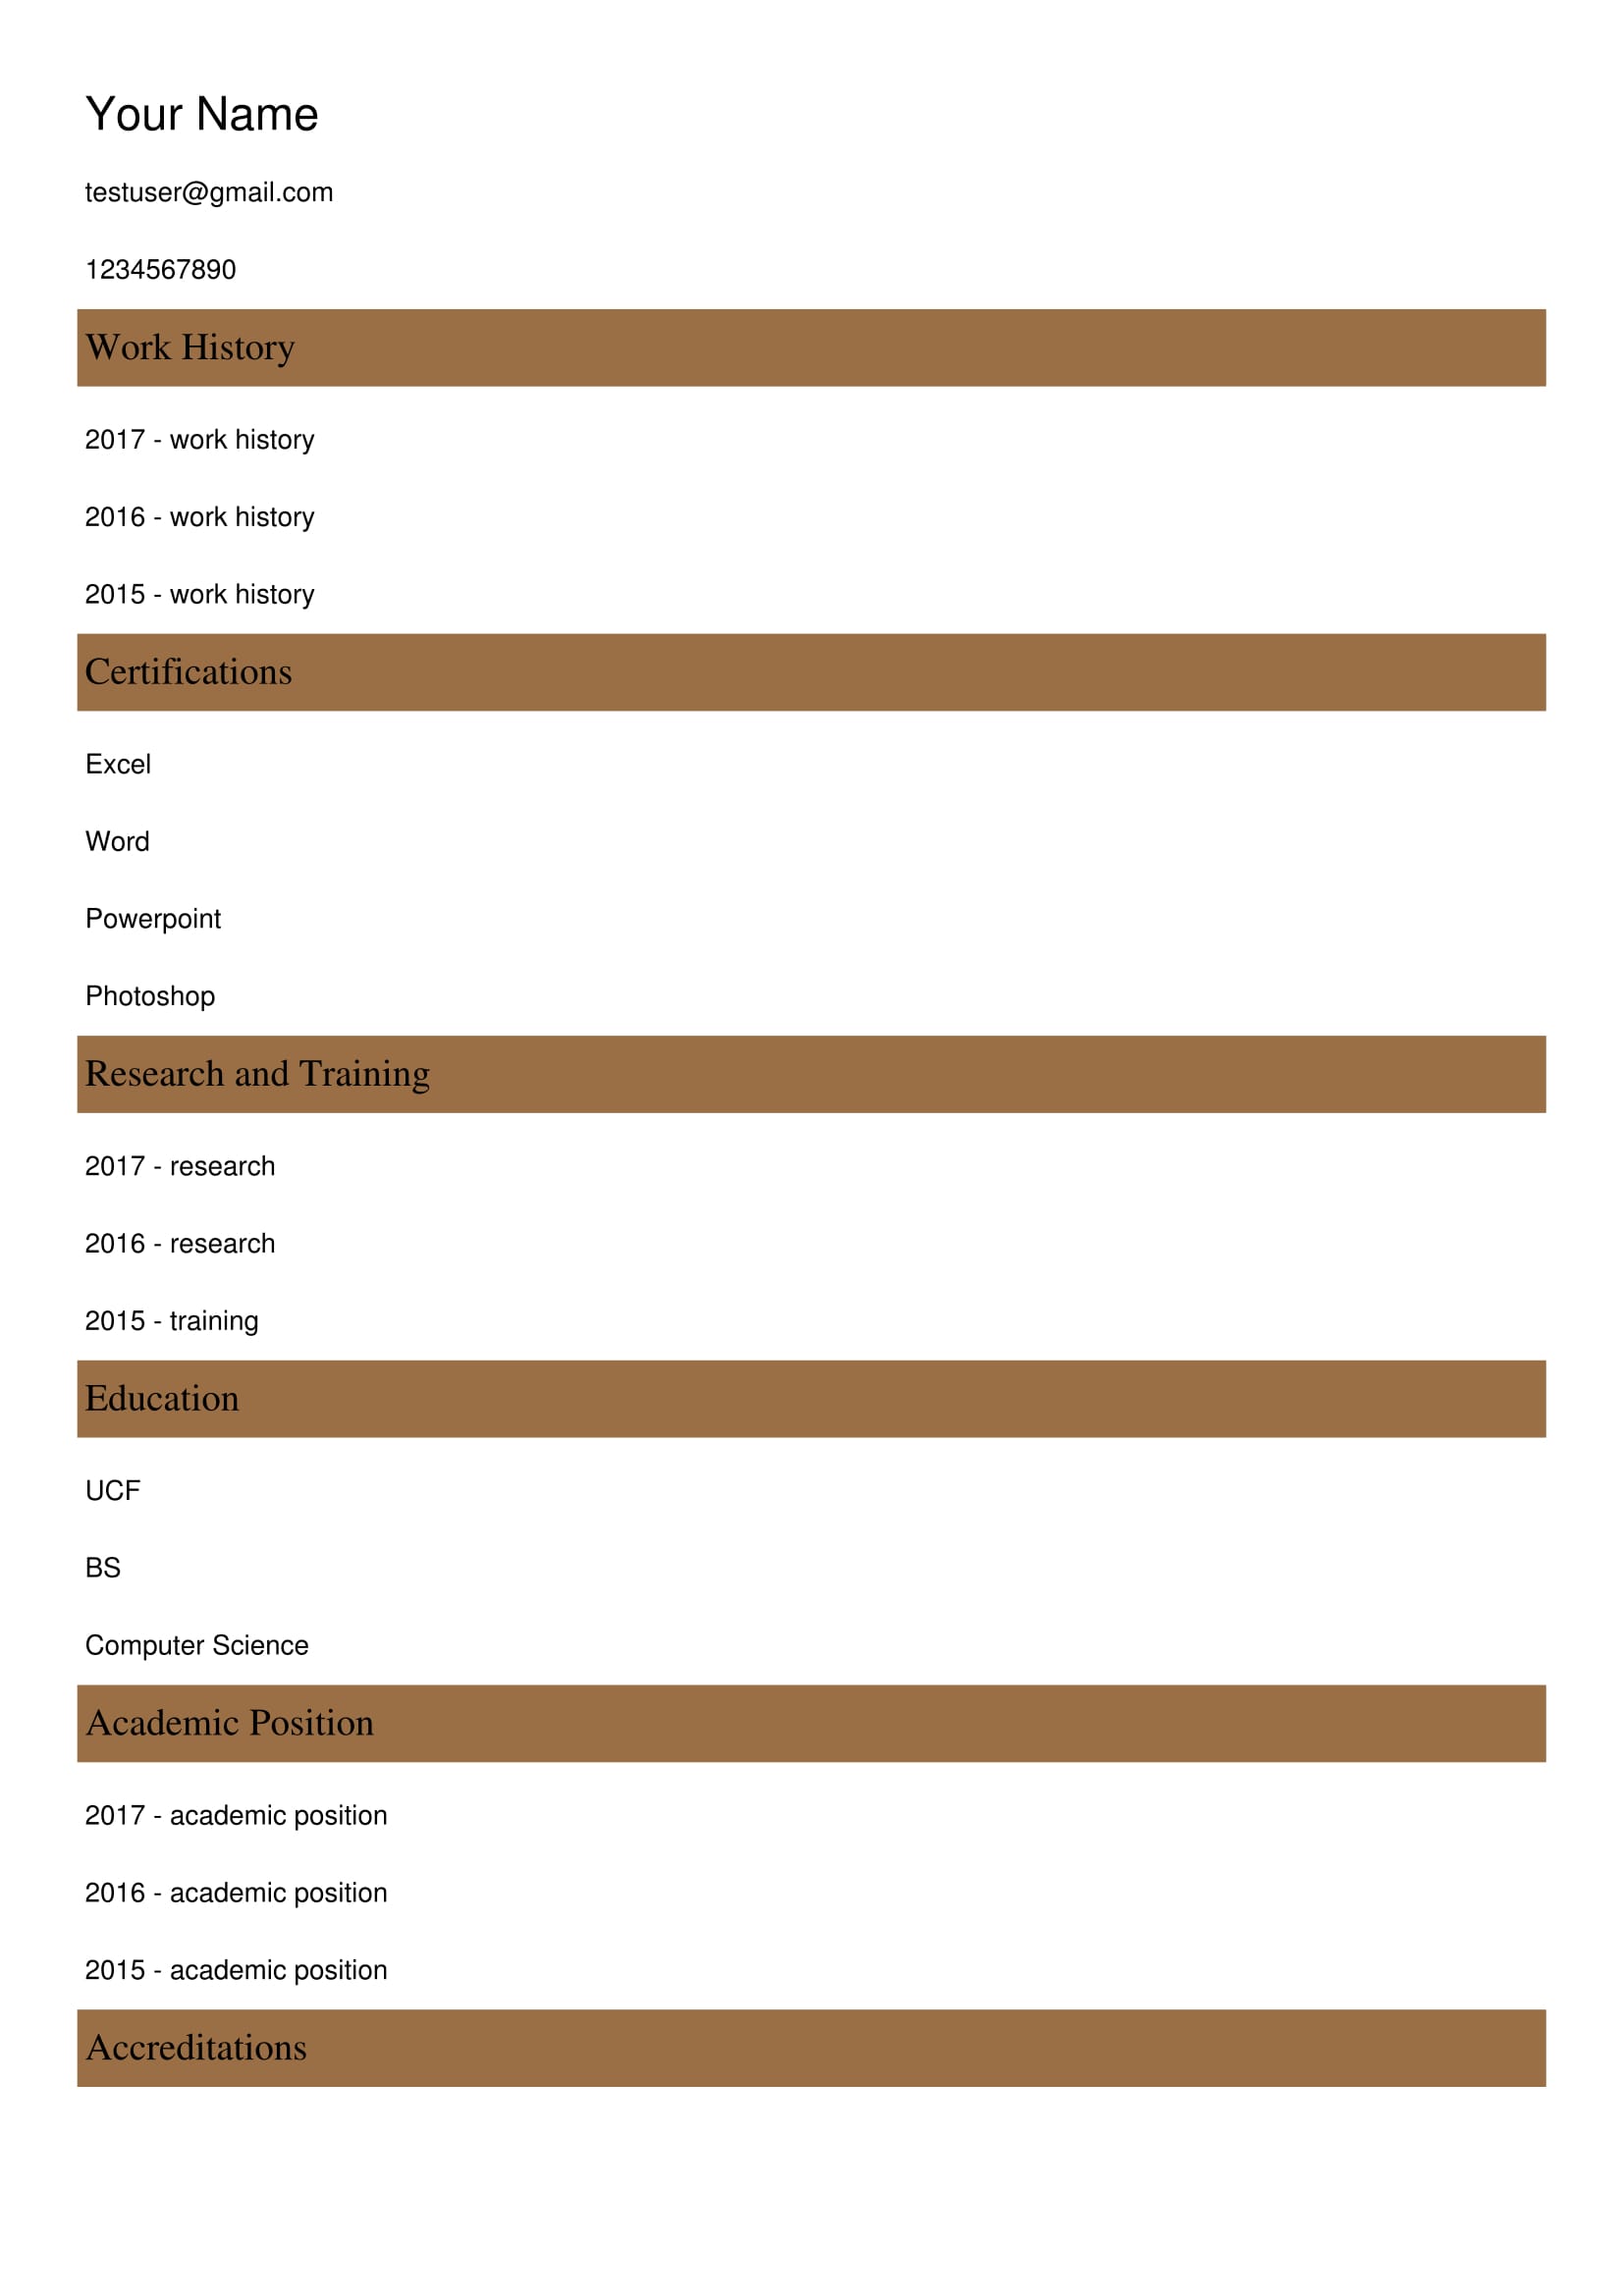 Your Name
testuser@gmail.com
1234567890
Work History
2017 - work history
2016 - work history
2015 - work history
Certifications
Excel
Word
Powerpoint
Photoshop
Research and Training
2017 - research
2016 - research
2015 - training
Education
UCF
BS
Computer Science
Academic Position
2017 - academic position
2016 - academic position
2015 - academic position
Accreditations